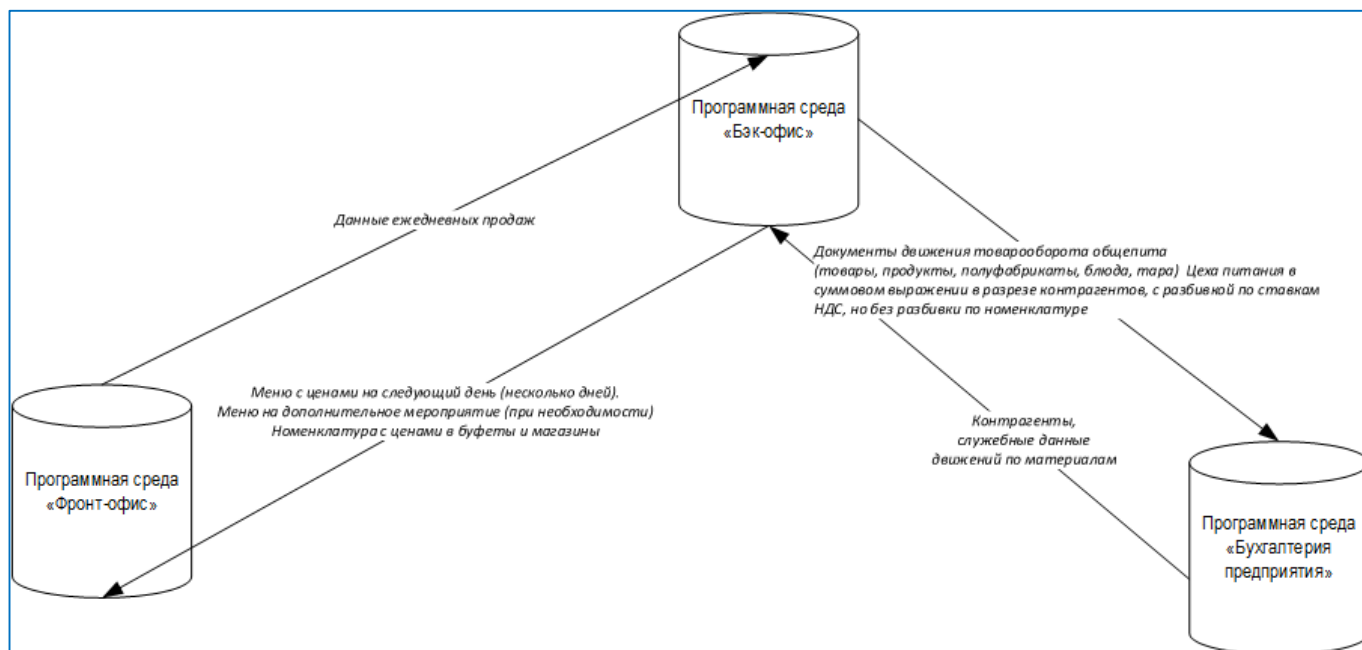 Программная среда
«Бэк-офис»
Данные ежедневных продаж
Документы движения товарооборота общепита
(товары, продукты, полуфабрикаты, блюда, тара) Цеха питания в
суммовом выражении в разрезе контрагентов, с разбивкой по ставкам
НДС, но без разбивки по номенклатуре
Меню с ценами на следующий день (несколько дней).
Меню на дополнительное мероприятие (при необходимости)
Номенклатура с ценами в буфеты и магазины
Контрагенты,
служебные данные
движений по материалам
Программная среда
«Фронт-офис»
Программная среда
«Бухгалтерия
предприятия»